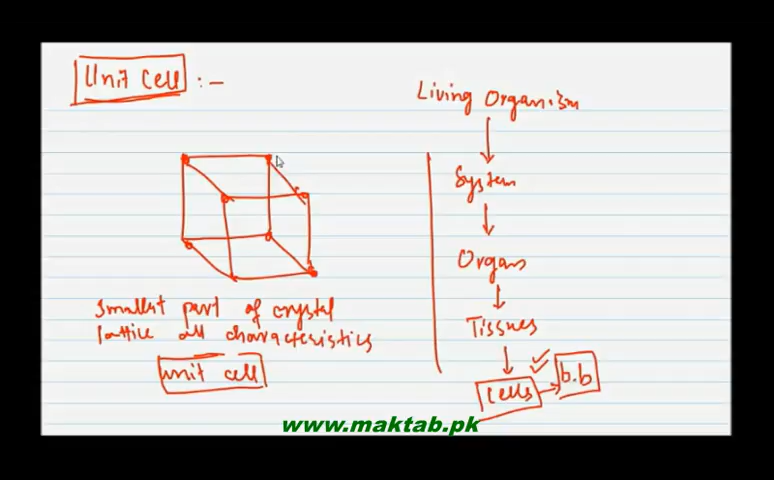 Unit Cell :-
Smallest part of crystal
lattice all characteristics
unit cell
Living Organism
System
Organs
Tissues
Cells
b.b
www.maktab.pk